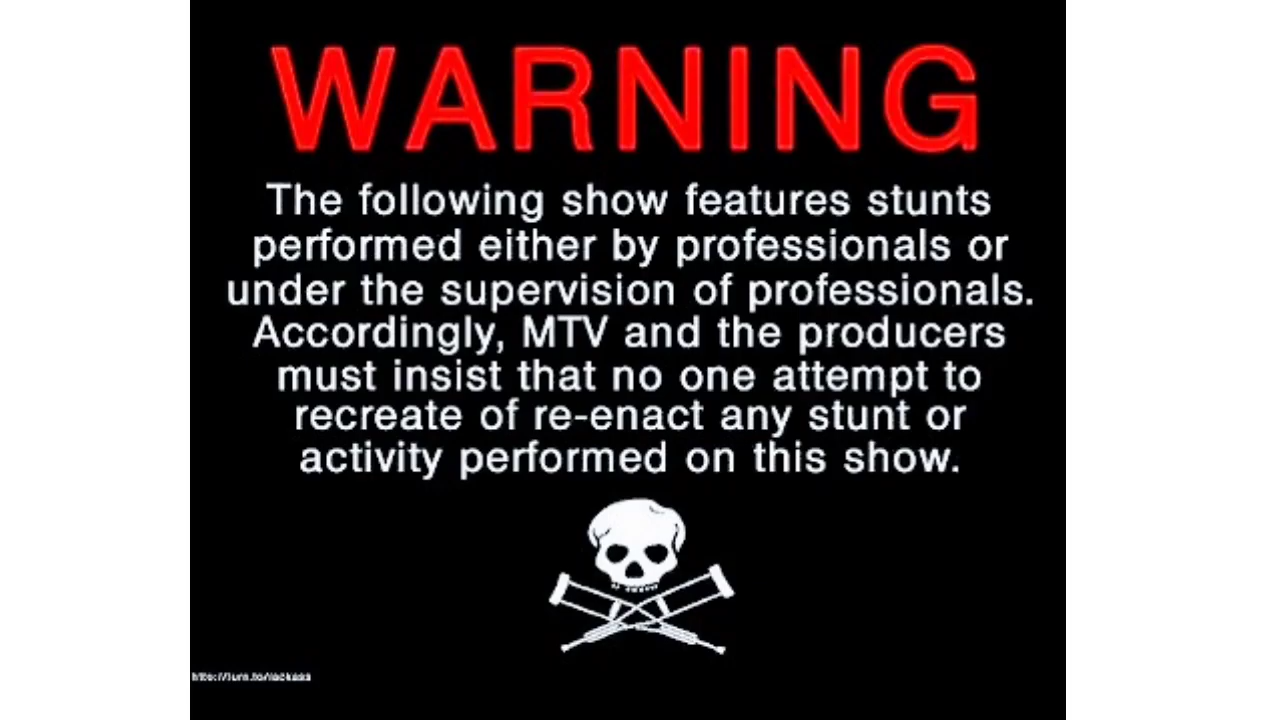 WARNING
The following show features stunts
performed either by professionals or
under the supervision of professionals.
Accordingly, MTV and the producers
must insist that no one attempt to
recreate of re-enact any stunt or
activity performed on this show.